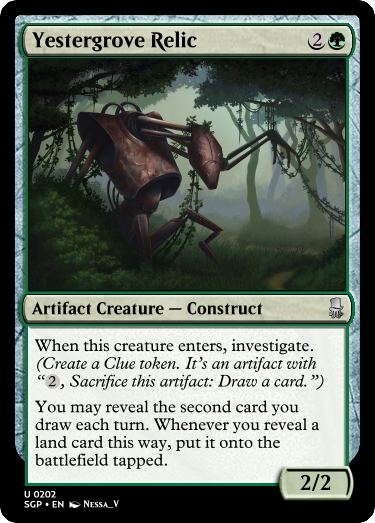 Yestergrove Relic 2
Artifact Creature — Construct
When this creature enters, investigate.
(Create a Clue token. It's an artifact with
“2, Sacrifice this artifact: Draw a card.”)
You may reveal the second card you
draw each turn. Whenever you reveal a
land card this way, put it onto the
battlefield tapped.
2/2
U 0202
SGP • EN Nessa_V